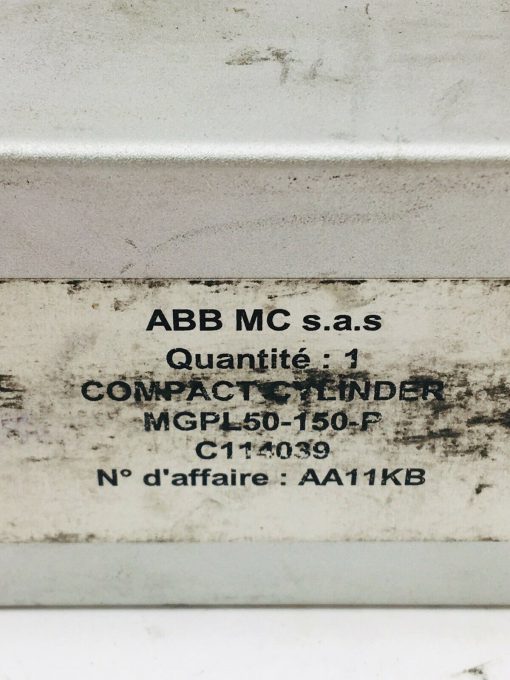 ABB MC s.a.s
Quantité : 1
COMPACT CYLINDER
MGPL50-150-P
C114039
N° d'affaire : AA11KB